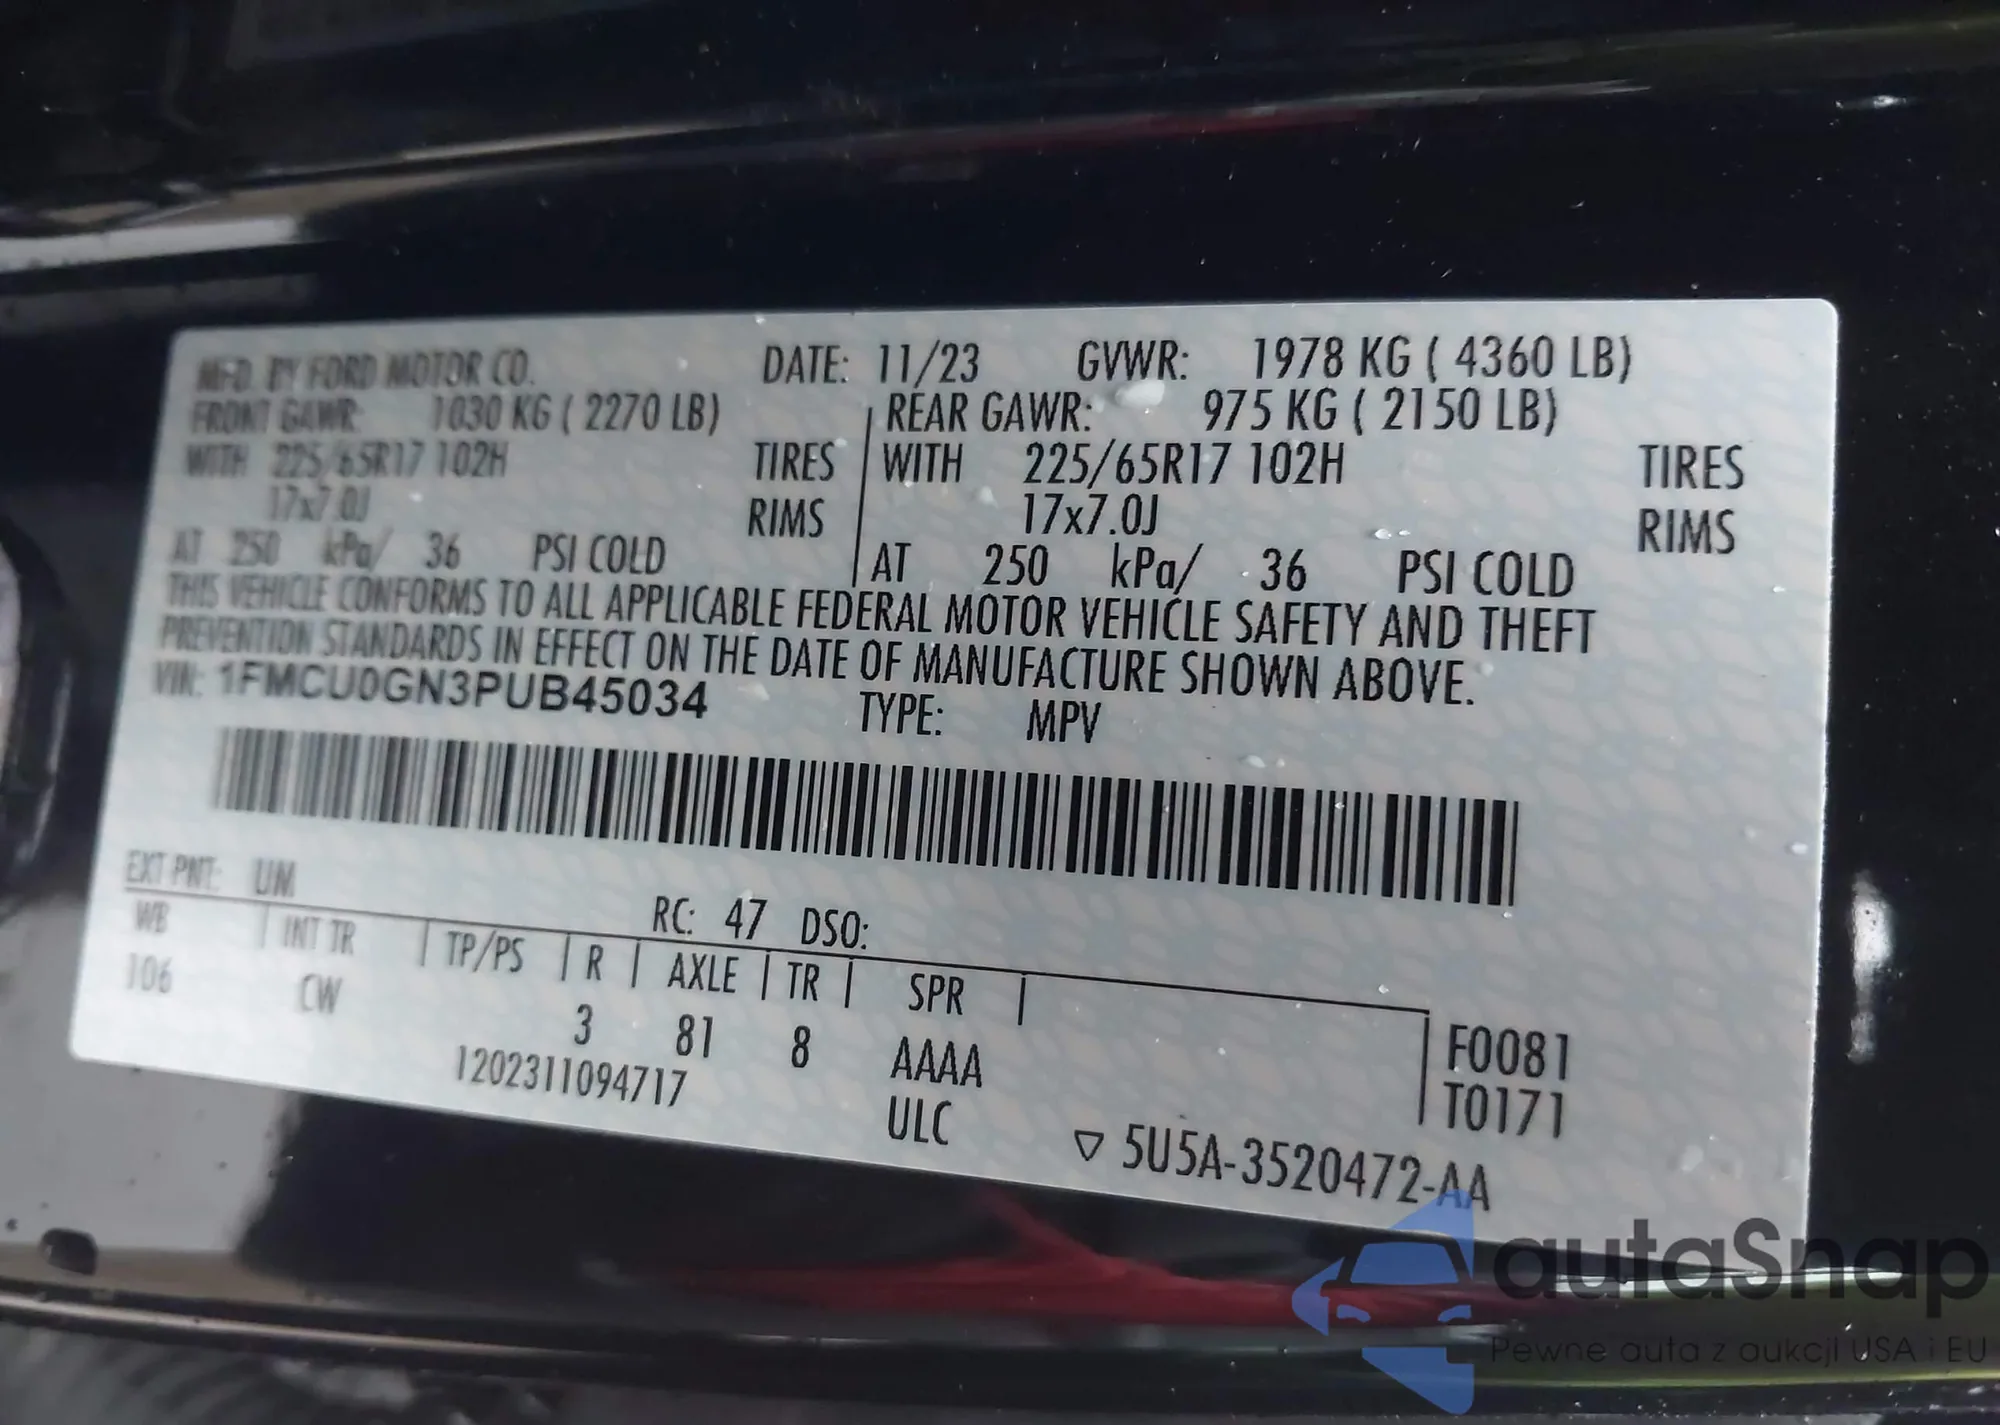 MFD. BY FORD MOTOR CO. DATE: 11/23 GVWR: 1978 KG ( 4360 LB)
FRONT GAWR: 1030 KG ( 2270 LB) REAR GAWR: 975 KG ( 2150 LB)
WITH 225/65R17 102H TIRES WITH 225/65R17 102H TIRES
17x7.0J RIMS 17x7.0J RIMS
AT 250 kPa/ 36 PSI COLD AT 250 kPa/ 36 PSI COLD
THIS VEHICLE CONFORMS TO ALL APPLICABLE FEDERAL MOTOR VEHICLE SAFETY AND THEFT
PREVENTION STANDARDS IN EFFECT ON THE DATE OF MANUFACTURE SHOWN ABOVE.
VIN: 1FMCU0GN3PUB45034 TYPE: MPV
EXT PNT: UM RC: 47 DSO:
WB INT TR TP/PS R AXLE TR SPR
106 CW 3 81 8 AAAA F0081
1202311094717 ULC T0171
▽ 5U5A-3520472-AA
autaSnap
Pewne auta z aukcji USA i EU